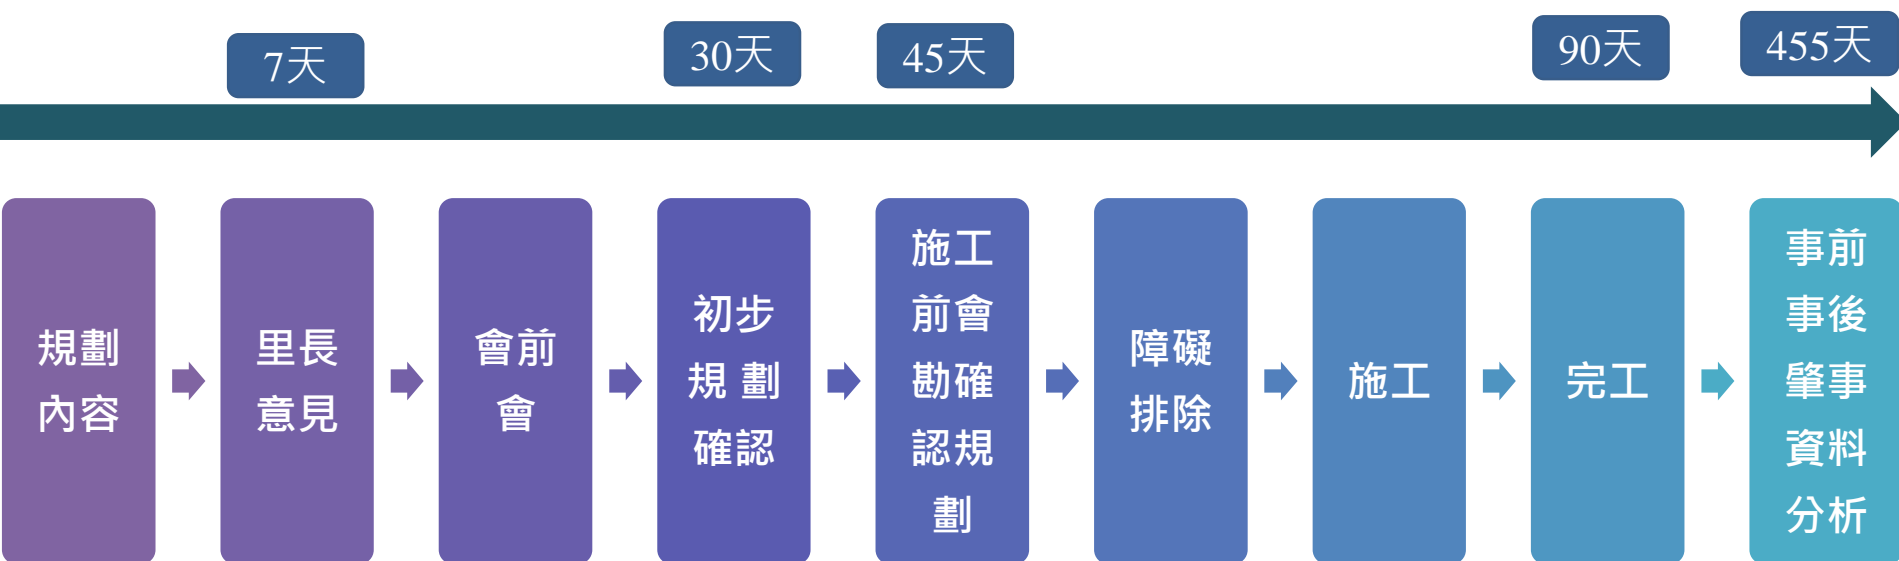 7天
30天
45天
90天
455天
規劃
內容
里長
意見
會前
會
初步
規 劃
確認
施工
前會
勘確
認規
劃
障礙
排除
施工
完工
事前
事後
肇事
資料
分析